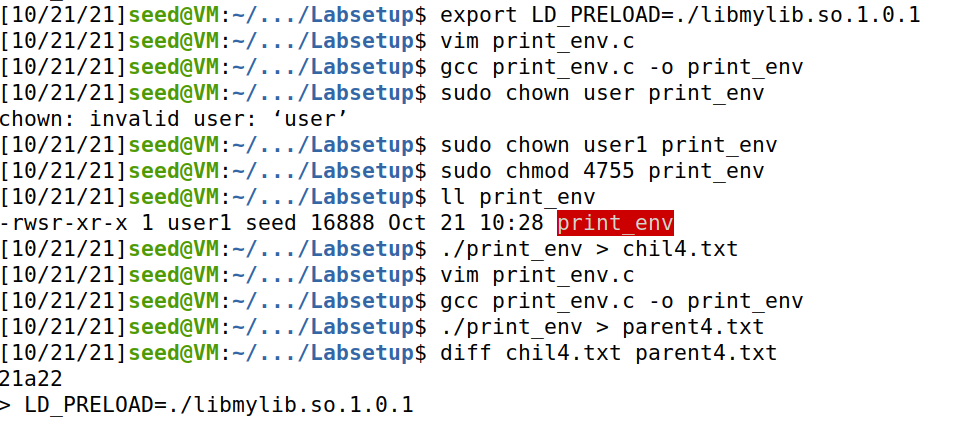 [10/21/21]seed@VM:~/.../Labsetup$ export LD_PRELOAD=./libmylib.so.1.0.1
[10/21/21]seed@VM:~/.../Labsetup$ vim print_env.c
[10/21/21]seed@VM:~/.../Labsetup$ gcc print_env.c -o print_env
[10/21/21]seed@VM:~/.../Labsetup$ sudo chown user print_env
chown: invalid user: ‘user’
[10/21/21]seed@VM:~/.../Labsetup$ sudo chown user1 print_env
[10/21/21]seed@VM:~/.../Labsetup$ sudo chmod 4755 print_env
[10/21/21]seed@VM:~/.../Labsetup$ ll print_env
-rwsr-xr-x 1 user1 seed 16888 Oct 21 10:28 print_env
[10/21/21]seed@VM:~/.../Labsetup$ ./print_env > chil4.txt
[10/21/21]seed@VM:~/.../Labsetup$ vim print_env.c
[10/21/21]seed@VM:~/.../Labsetup$ gcc print_env.c -o print_env
[10/21/21]seed@VM:~/.../Labsetup$ ./print_env > parent4.txt
[10/21/21]seed@VM:~/.../Labsetup$ diff chil4.txt parent4.txt
21a22
> LD_PRELOAD=./libmylib.so.1.0.1